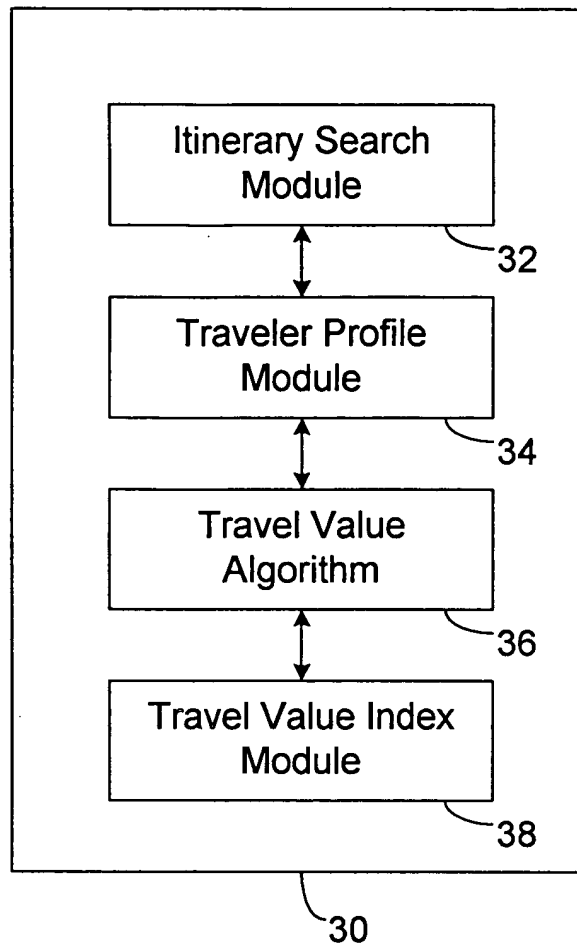 Itinerary Search
Module
32
Traveler Profile
Module
34
Travel Value
Algorithm
36
Travel Value Index
Module
38
30